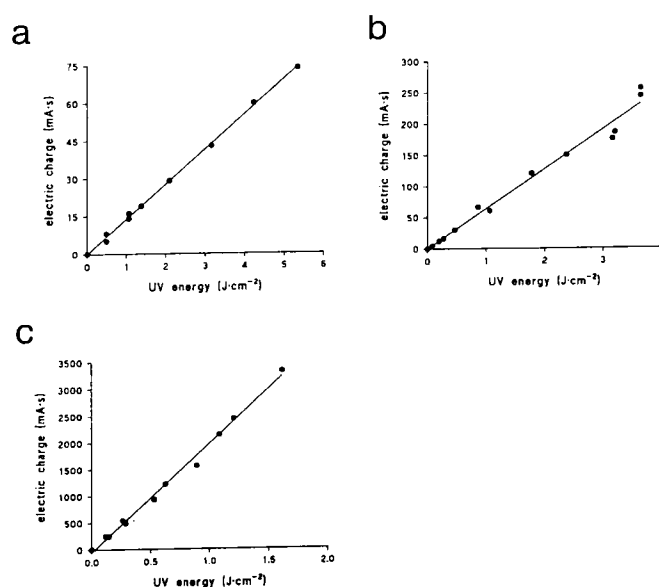 a
75
60
45
30
15
0
electric charge (mA·s)
0 1 2 3 4 5 6
UV energy (J·cm⁻²)
b
300
250
200
150
100
50
0
electric charge (mA·s)
0 1 2 3
UV energy (J·cm⁻²)
c
3500
3000
2500
2000
1500
1000
500
0
electric charge (mA·s)
0.0 0.5 1.0 1.5 2.0
UV energy (J·cm⁻²)